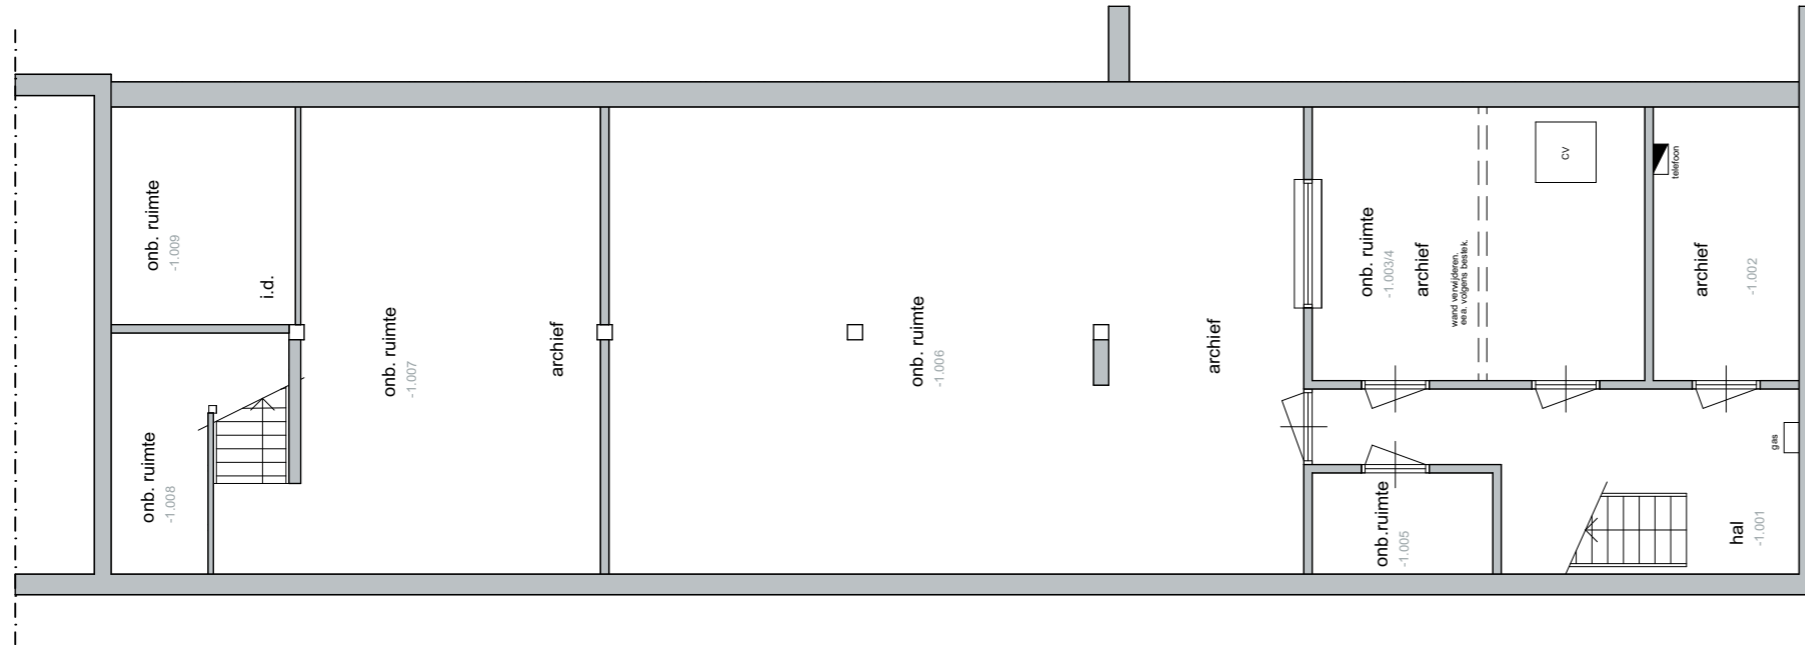 onb. ruimte
-1.009
i.d.
onb. ruimte
-1.008
onb. ruimte
-1.007
archief
onb. ruimte
-1.006
archief
onb. ruimte
-1.003/4
archief
wand verwijderen.
eea. volgens bestek.
CV
telefoon
archief
-1.002
onb.ruimte
-1.005
gas
hal
-1.001